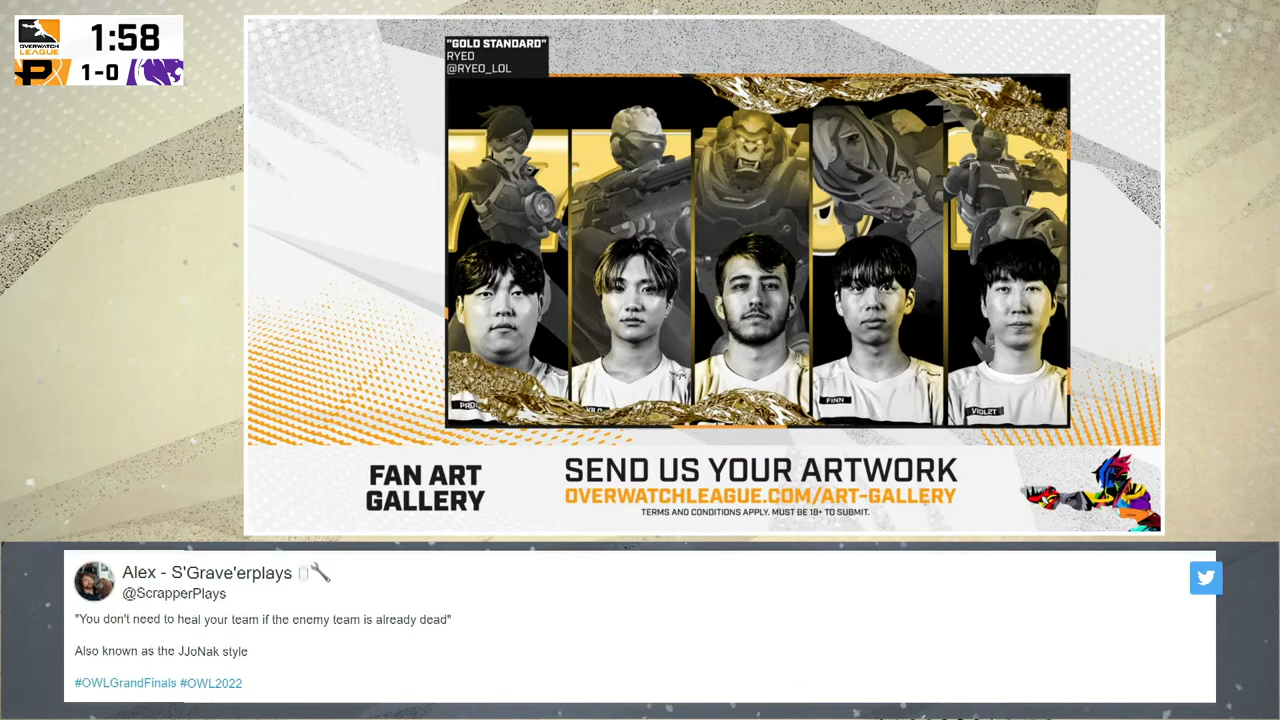 OVERWATCH
LEAGUE
1:58
1-0
"GOLD STANDARD"
RYEO
@RYEO_LOL
FINN
VIOL2T
FAN ART
GALLERY
SEND US YOUR ARTWORK
OVERWATCHLEAGUE.COM/ART-GALLERY
TERMS AND CONDITIONS APPLY. MUST BE 18+ TO SUBMIT.
Alex - S'Grave'erplays
@ScrapperPlays
"You don't need to heal your team if the enemy team is already dead"
Also known as the JJoNak style
#OWLGrandFinals #OWL2022